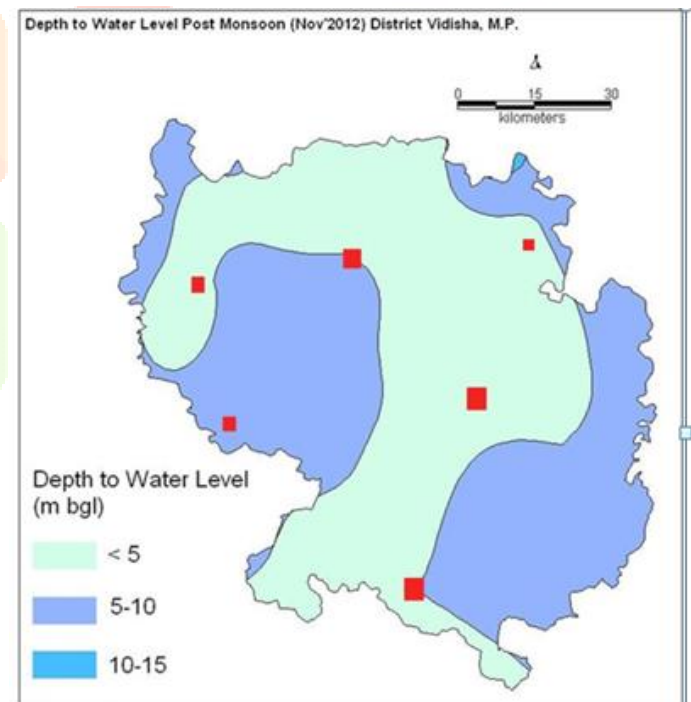 Depth to Water Level Post Monsoon (Nov'2012) District Vidisha, M.P.
0 15 30
kilometers
Depth to Water Level
(m bgl)
< 5
5-10
10-15